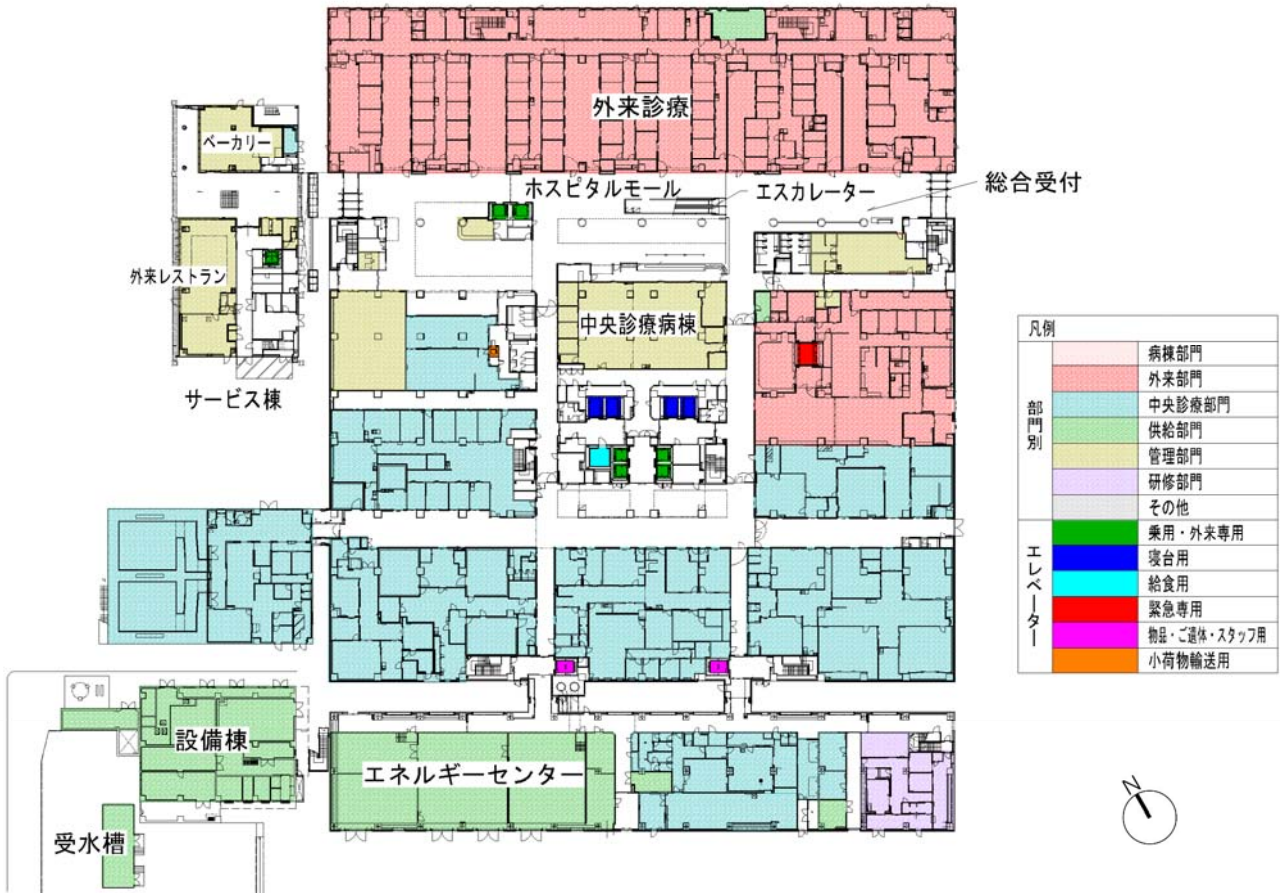 外来診療
ベーカリー
ホスピタルモール
エスカレーター
総合受付
外来レストラン
中央診療病棟
サービス棟
設備棟
エネルギーセンター
受水槽
N
凡例
部門別
病棟部門
外来部門
中央診療部門
供給部門
管理部門
研修部門
その他
エレベーター
乗用・外来専用
寝台用
給食用
緊急専用
物品・ご遺体・スタッフ用
小荷物輸送用